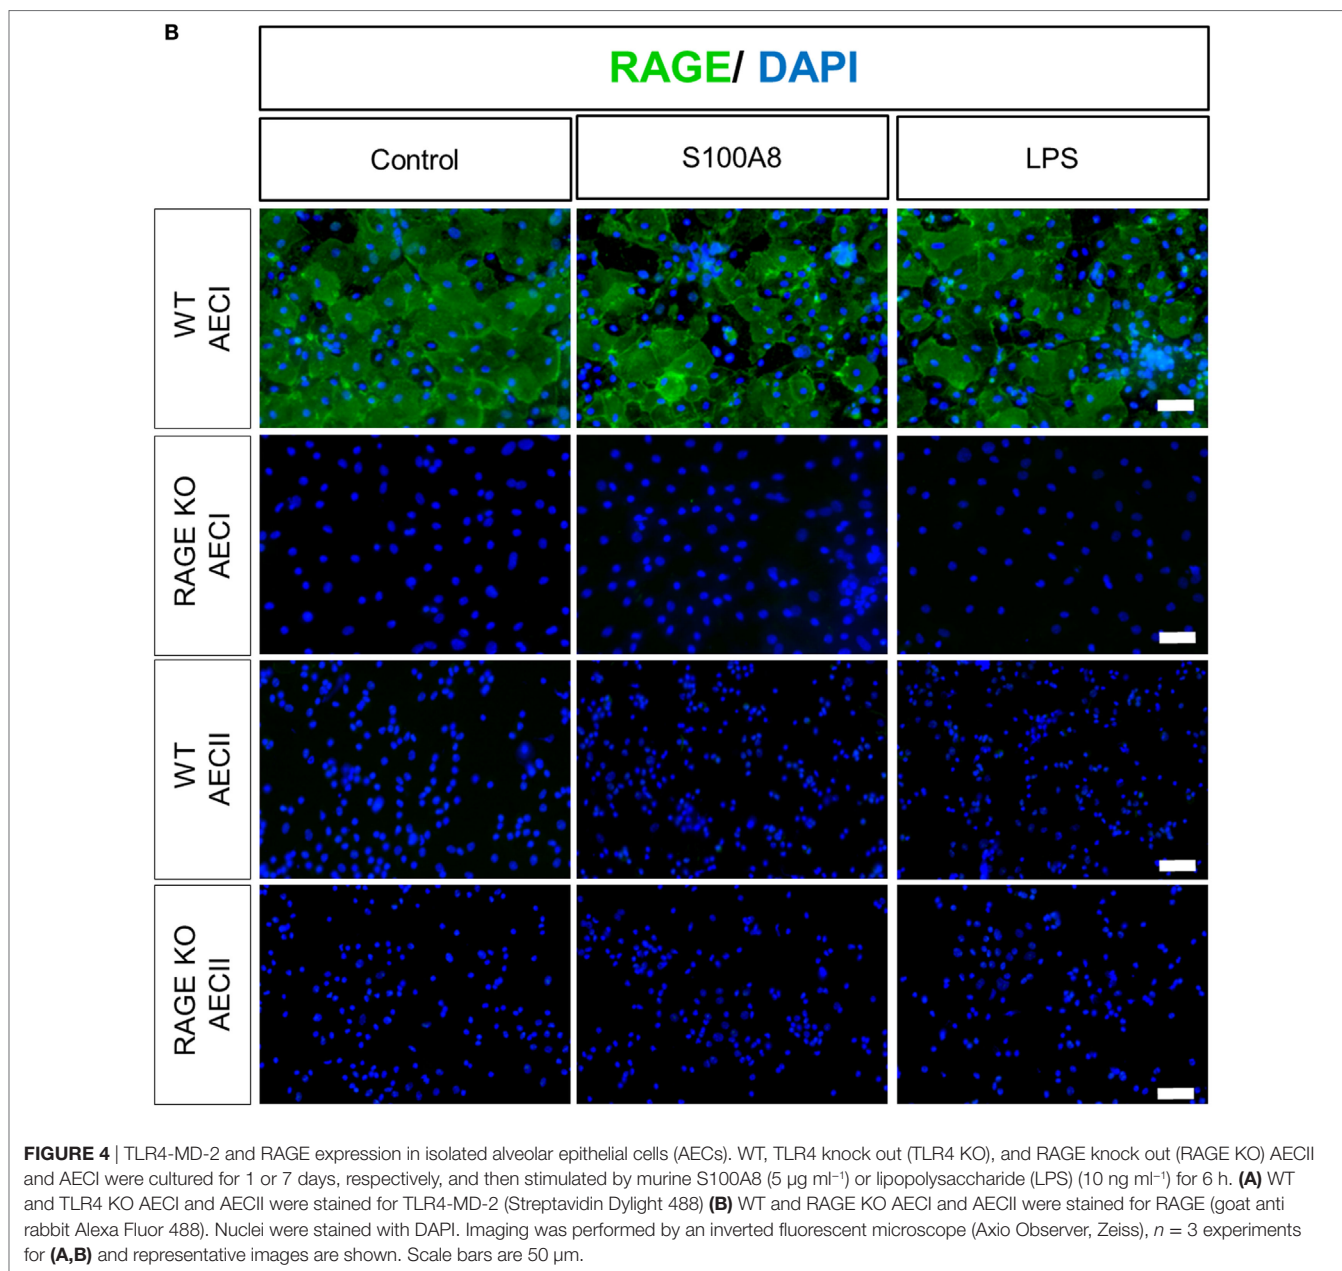 B
RAGE/ DAPI
Control
S100A8
LPS
WT
AECI
RAGE KO
AECI
WT
AECII
RAGE KO
AECII
FIGURE 4 | TLR4-MD-2 and RAGE expression in isolated alveolar epithelial cells (AECs). WT, TLR4 knock out (TLR4 KO), and RAGE knock out (RAGE KO) AECII
and AECI were cultured for 1 or 7 days, respectively, and then stimulated by murine S100A8 (5 µg ml⁻¹) or lipopolysaccharide (LPS) (10 ng ml⁻¹) for 6 h. (A) WT
and TLR4 KO AECI and AECII were stained for TLR4-MD-2 (Streptavidin Dylight 488) (B) WT and RAGE KO AECI and AECII were stained for RAGE (goat anti
rabbit Alexa Fluor 488). Nuclei were stained with DAPI. Imaging was performed by an inverted fluorescent microscope (Axio Observer, Zeiss), n = 3 experiments
for (A,B) and representative images are shown. Scale bars are 50 µm.